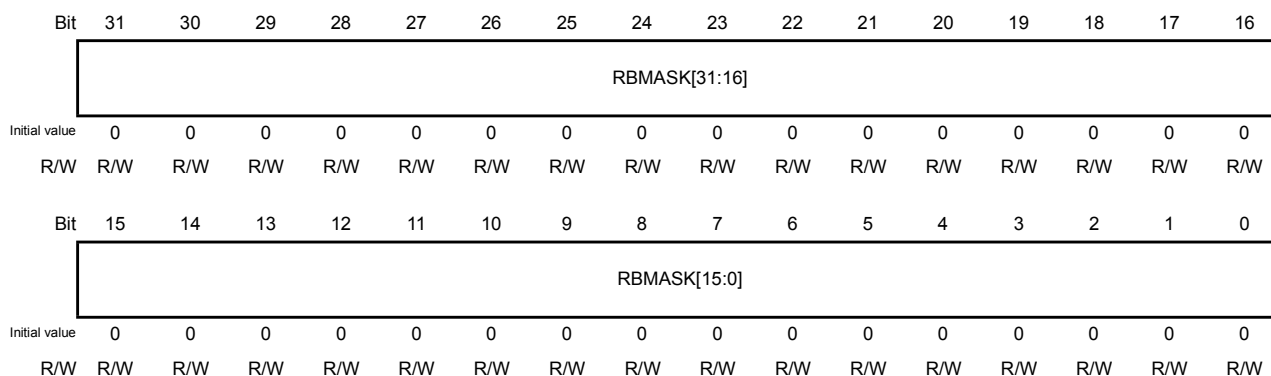 Bit 31 30 29 28 27 26 25 24 23 22 21 20 19 18 17 16
RBMASK[31:16]
Initial value 0 0 0 0 0 0 0 0 0 0 0 0 0 0 0 0
R/W R/W R/W R/W R/W R/W R/W R/W R/W R/W R/W R/W R/W R/W R/W R/W R/W
Bit 15 14 13 12 11 10 9 8 7 6 5 4 3 2 1 0
RBMASK[15:0]
Initial value 0 0 0 0 0 0 0 0 0 0 0 0 0 0 0 0
R/W R/W R/W R/W R/W R/W R/W R/W R/W R/W R/W R/W R/W R/W R/W R/W R/W